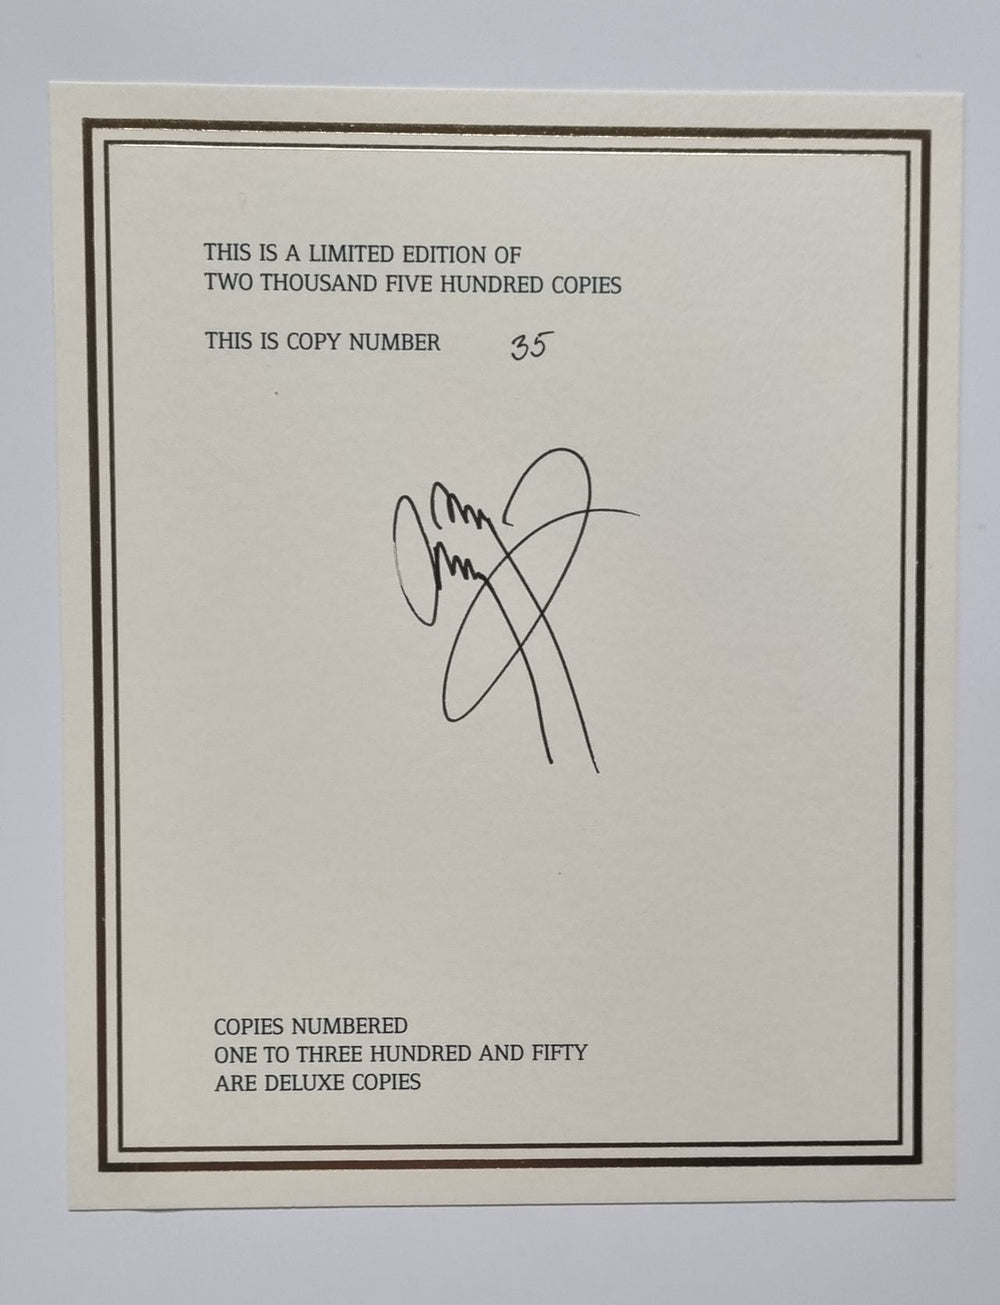 THIS IS A LIMITED EDITION OF
TWO THOUSAND FIVE HUNDRED COPIES
THIS IS COPY NUMBER 35
COPIES NUMBERED
ONE TO THREE HUNDRED AND FIFTY
ARE DELUXE COPIES